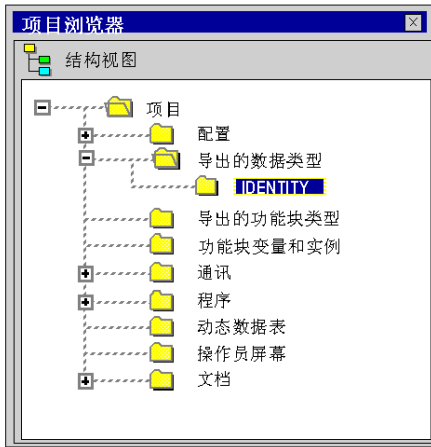 项目浏览器
结构视图
项目
配置
导出的数据类型
IDENTITY
导出的功能块类型
功能块变量和实例
通讯
程序
动态数据表
操作员屏幕
文档